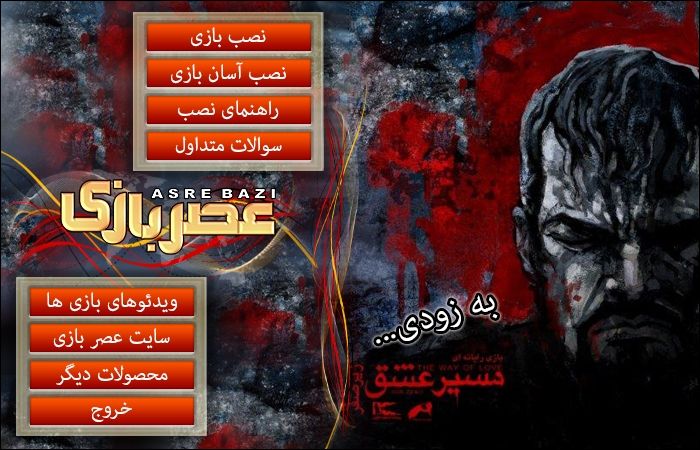 نصب بازی
نصب آسان بازی
راهنمای نصب
سوالات متداول
ASRE BAZI
عصر بازی
ویدئوهای بازی ها
سایت عصر بازی
محصولات دیگر
خروج
به زودی...
بازی رایانه ای
THE WAY OF LOVE
مسیر عشق